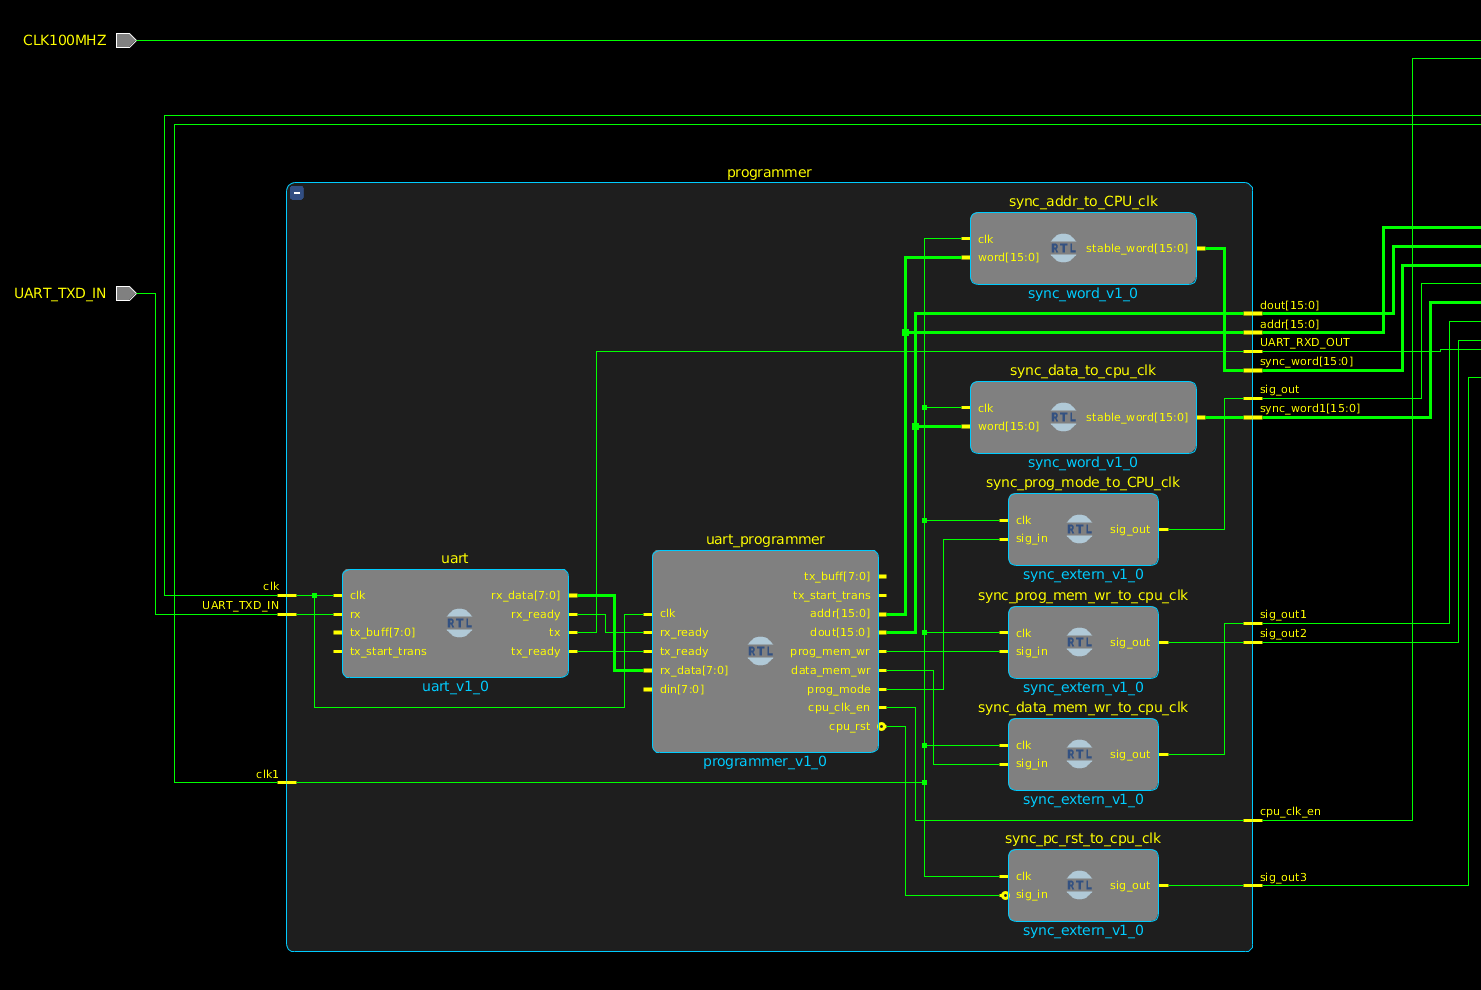 CLK100MHZ
UART_TXD_IN
programmer
sync_addr_to_CPU_clk
clk
word[15:0]
RTL
stable_word[15:0]
sync_word_v1_0
dout[15:0]
addr[15:0]
UART_RXD_OUT
sync_word[15:0]
sync_data_to_cpu_clk
clk
word[15:0]
RTL
stable_word[15:0]
sync_word_v1_0
sig_out
sync_word1[15:0]
sync_prog_mode_to_CPU_clk
clk
sig_in
RTL
sig_out
sync_extern_v1_0
clk
UART_TXD_IN
uart
clk
rx
tx_buff[7:0]
tx_start_trans
RTL
rx_data[7:0]
rx_ready
tx
tx_ready
uart_v1_0
uart_programmer
clk
rx_ready
tx_ready
rx_data[7:0]
din[7:0]
RTL
tx_buff[7:0]
tx_start_trans
addr[15:0]
dout[15:0]
prog_mem_wr
data_mem_wr
prog_mode
cpu_clk_en
cpu_rst
programmer_v1_0
sync_prog_mem_wr_to_cpu_clk
clk
sig_in
RTL
sig_out
sync_extern_v1_0
sig_out1
sig_out2
sync_data_mem_wr_to_cpu_clk
clk
sig_in
RTL
sig_out
sync_extern_v1_0
clk1
cpu_clk_en
sync_pc_rst_to_cpu_clk
clk
sig_in
RTL
sig_out
sync_extern_v1_0
sig_out3